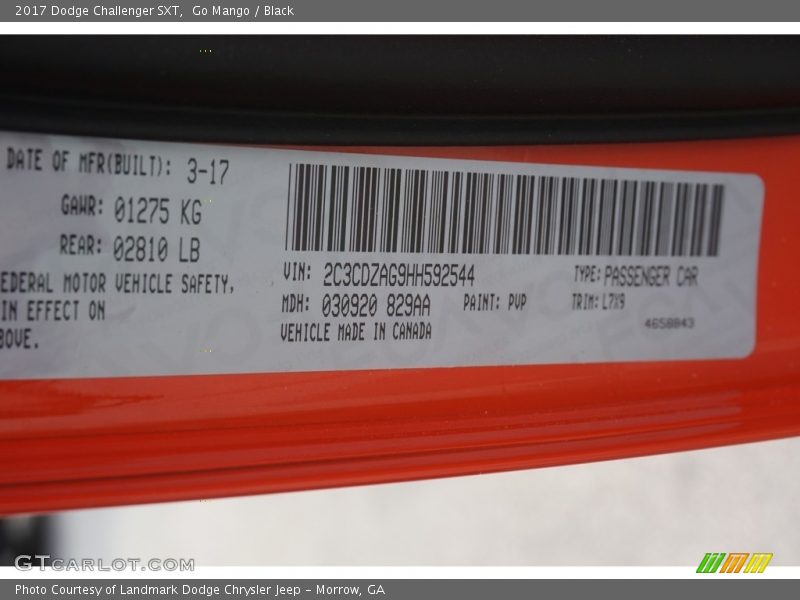 2017 Dodge Challenger SXT, Go Mango / Black
DATE OF MFR(BUILT): 3-17
GAWR: 01275 KG
REAR: 02810 LB
EDERAL MOTOR VEHICLE SAFETY,
IN EFFECT ON
BOVE.
VIN: 2C3CDZAG9HH592544
TYPE: PASSENGER CAR
MDH: 030920 829AA PAINT: PVP
TRIM: L7X9
VEHICLE MADE IN CANADA
4658843
GTCARLOT.COM
Photo Courtesy of Landmark Dodge Chrysler Jeep – Morrow, GA